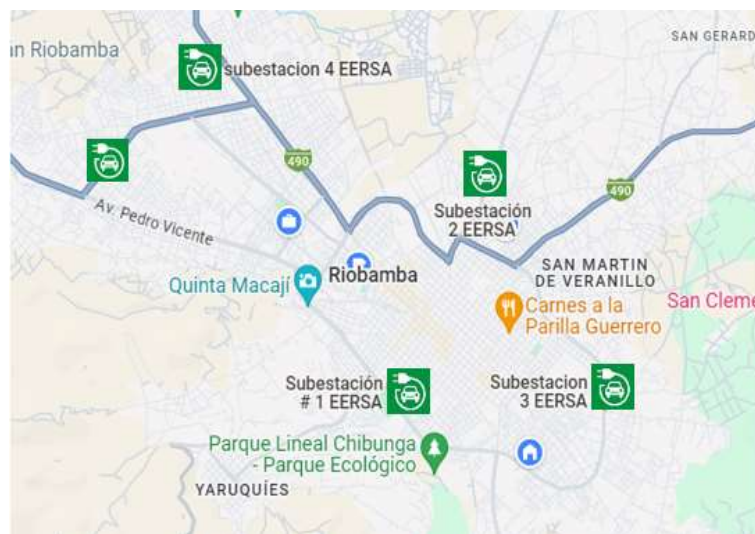 SAN GERARD
an Riobamba
subestacion 4 EERSA
490
490
Av. Pedro Vicente
Subestación
2 EERSA
SAN MARTIN
DE VERANILLO
Quinta Macají
Riobamba
San Cleme
Carnes a la
Parilla Guerrero
Subestación
# 1 EERSA
Subestacion
3 EERSA
Parque Lineal Chibunga
- Parque Ecológico
YARUQUÍES